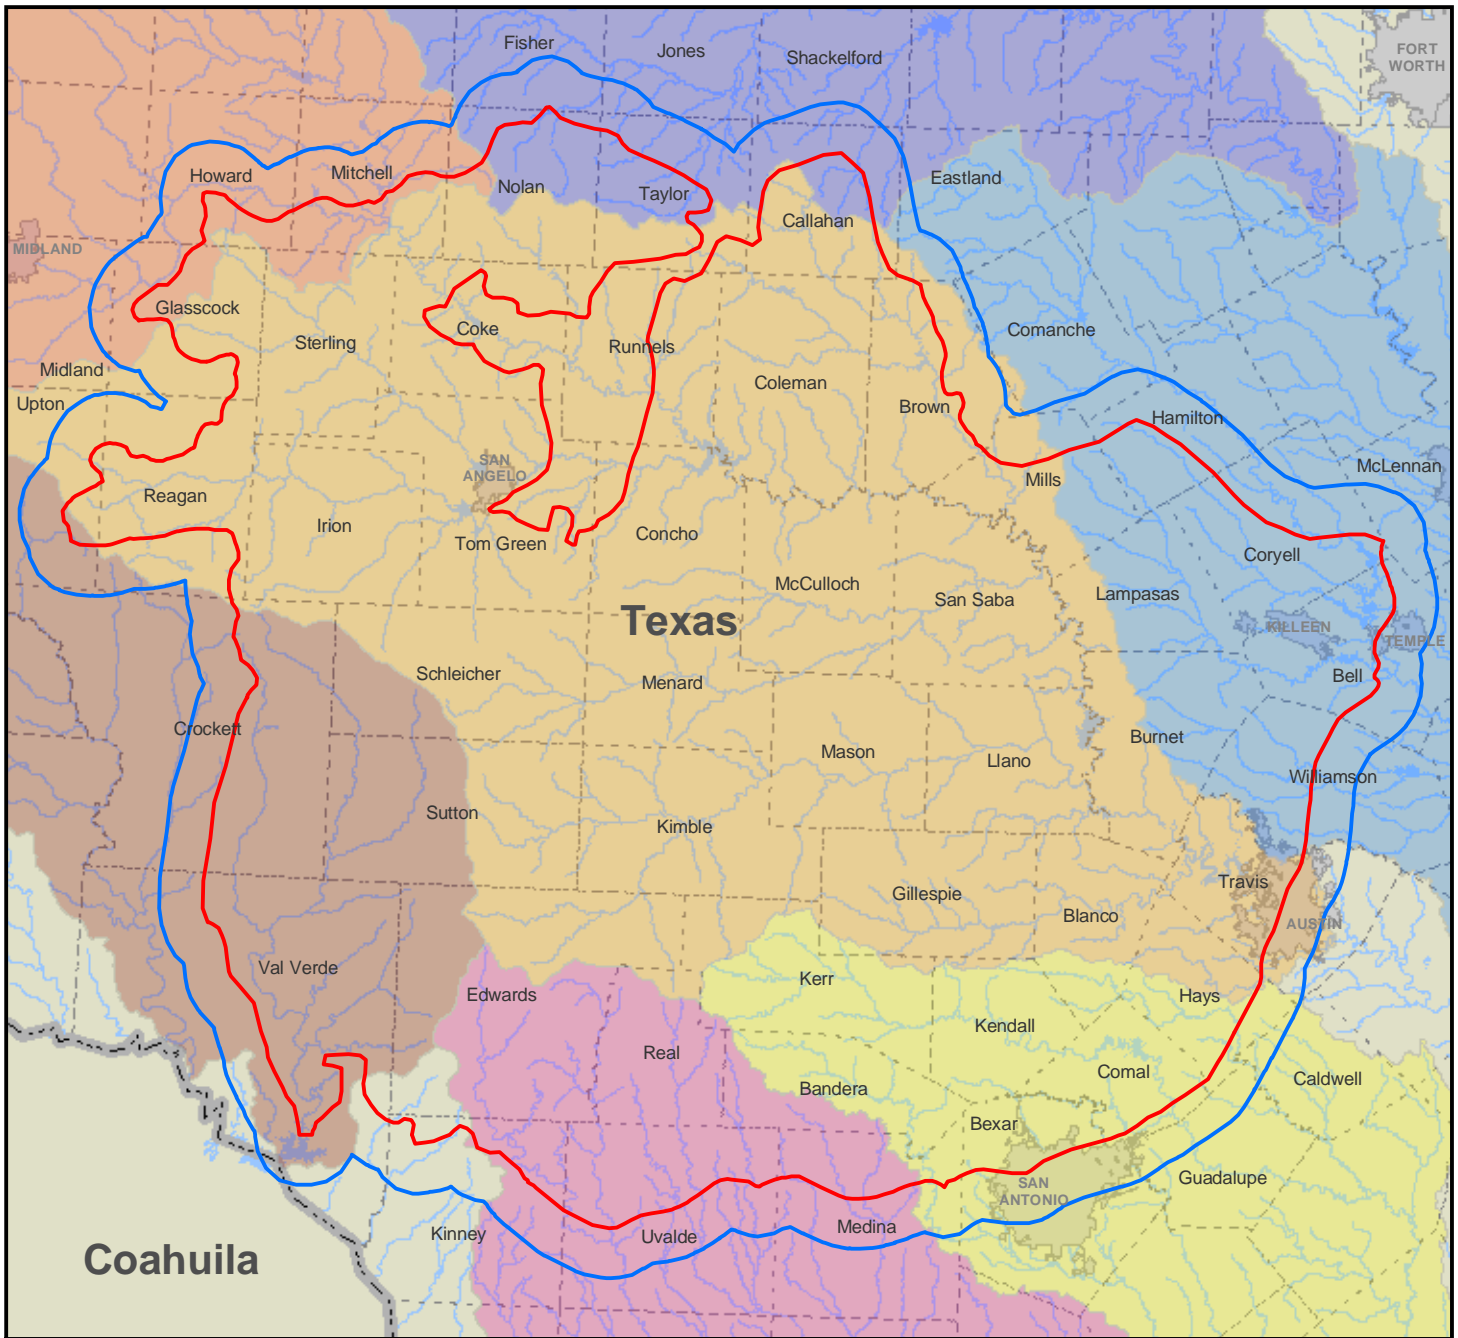 Fisher
Jones
Shackelford
FORT
WORTH
Howard
Mitchell
Nolan
Taylor
Callahan
Eastland
MIDLAND
Glasscock
Sterling
Coke
Runnels
Comanche
Midland
Upton
Coleman
Brown
Hamilton
McLennan
SAN
ANGELO
Mills
Reagan
Irion
Tom Green
Concho
Coryell
McCulloch
San Saba
Lampasas
Texas
KILLEEN
TEMPLE
Schleicher
Menard
Bell
Crockett
Mason
Llano
Burnet
Williamson
Sutton
Kimble
Gillespie
Travis
Blanco
AUSTIN
Val Verde
Edwards
Kerr
Hays
Kendall
Real
Bandera
Comal
Caldwell
Bexar
SAN
ANTONIO
Guadalupe
Kinney
Uvalde
Medina
Coahuila